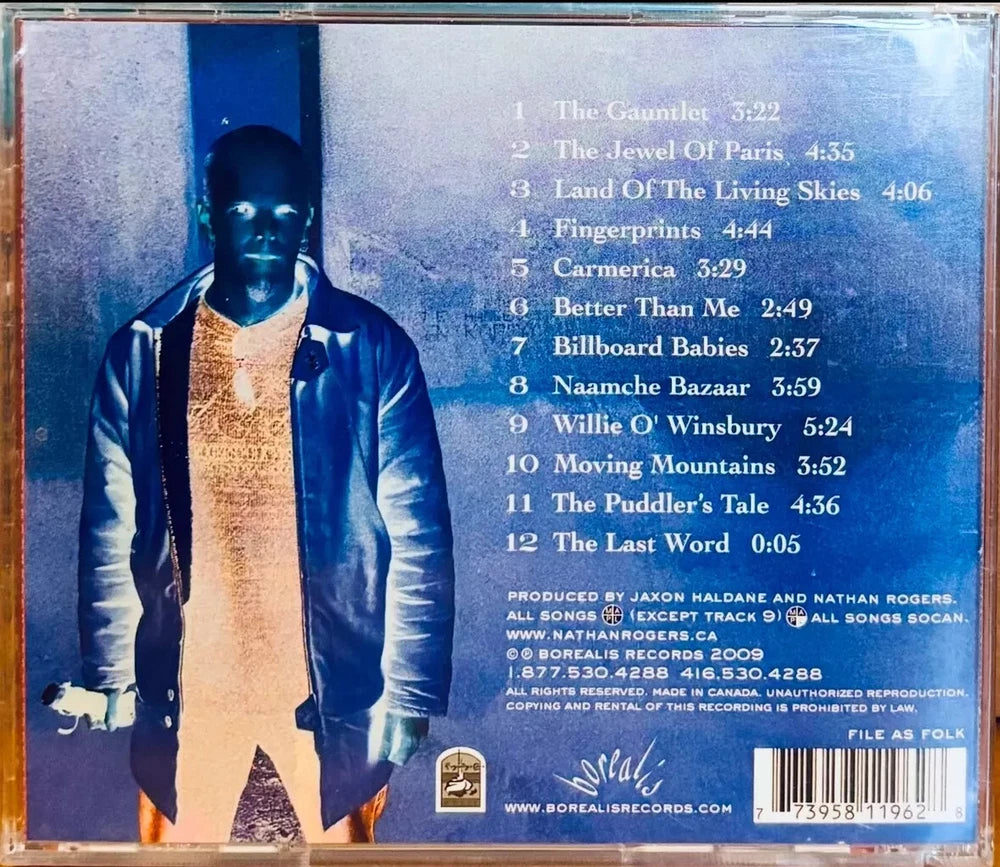 1 The Gauntlet 3:22
2 The Jewel Of Paris 4:35
3 Land Of The Living Skies 4:06
4 Fingerprints 4:44
5 Carmerica 3:29
6 Better Than Me 2:49
7 Billboard Babies 2:37
8 Naamche Bazaar 3:59
9 Willie O' Winsbury 5:24
10 Moving Mountains 3:52
11 The Puddler's Tale 4:36
12 The Last Word 0:05
PRODUCED BY JAXON HALDANE AND NATHAN ROGERS.
ALL SONGS (EXCEPT TRACK 9) ALL SONGS SOCAN.
WWW.NATHANROGERS.CA
© ℗ BOREALIS RECORDS 2009
1.877.530.4288 416.530.4288
ALL RIGHTS RESERVED. MADE IN CANADA. UNAUTHORIZED REPRODUCTION.
COPYING AND RENTAL OF THIS RECORDING IS PROHIBITED BY LAW.
FILE AS FOLK
borealis
WWW.BOREALISRECORDS.COM
7 73958 11962 8